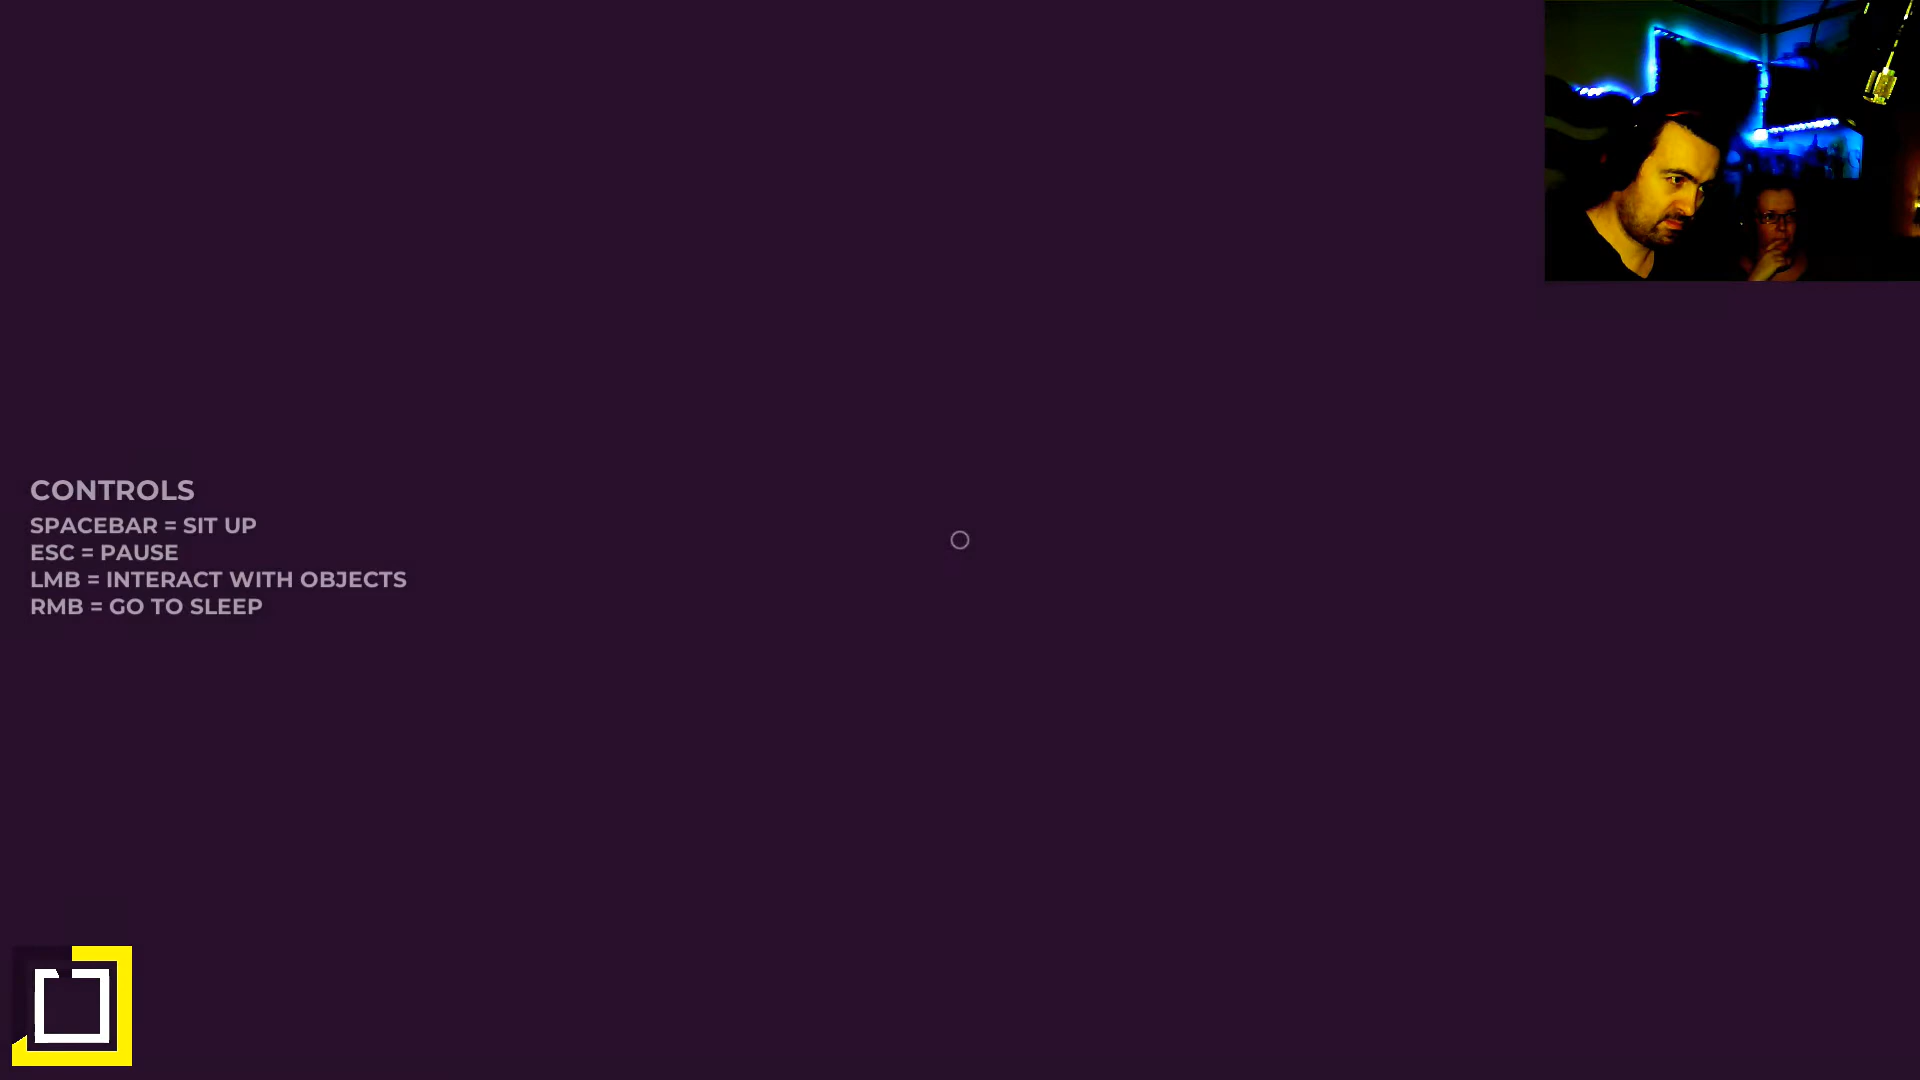 CONTROLS
SPACEBAR = SIT UP
ESC = PAUSE
LMB = INTERACT WITH OBJECTS
RMB = GO TO SLEEP